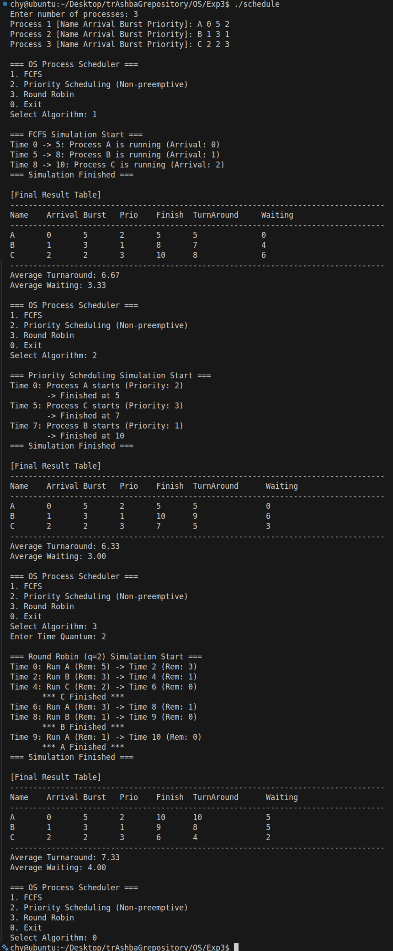 chy@ubuntu:~/Desktop/trAshbaGrepository/OS/Exp3$ ./schedule
Enter number of processes: 3
Process 1 [Name Arrival Burst Priority]: A 0 5 2
Process 2 [Name Arrival Burst Priority]: B 1 3 1
Process 3 [Name Arrival Burst Priority]: C 2 2 3

=== OS Process Scheduler ===
1. FCFS
2. Priority Scheduling (Non-preemptive)
3. Round Robin
0. Exit
Select Algorithm: 1

=== FCFS Simulation Start ===
Time 0 -> 5: Process A is running (Arrival: 0)
Time 5 -> 8: Process B is running (Arrival: 1)
Time 8 -> 10: Process C is running (Arrival: 2)
=== Simulation Finished ===

[Final Result Table]
--------------------------------------------------------------------------------
Name    Arrival Burst   Prio    Finish  TurnAround      Waiting
--------------------------------------------------------------------------------
A       0       5       2       5       5               0
B       1       3       1       8       7               4
C       2       2       3       10      8               6
--------------------------------------------------------------------------------
Average Turnaround: 6.67
Average Waiting: 3.33

=== OS Process Scheduler ===
1. FCFS
2. Priority Scheduling (Non-preemptive)
3. Round Robin
0. Exit
Select Algorithm: 2

=== Priority Scheduling Simulation Start ===
Time 0: Process A starts (Priority: 2)
        -> Finished at 5
Time 5: Process C starts (Priority: 3)
        -> Finished at 7
Time 7: Process B starts (Priority: 1)
        -> Finished at 10
=== Simulation Finished ===

[Final Result Table]
--------------------------------------------------------------------------------
Name    Arrival Burst   Prio    Finish  TurnAround      Waiting
--------------------------------------------------------------------------------
A       0       5       2       5       5               0
B       1       3       1       10      9               6
C       2       2       3       7       5               3
--------------------------------------------------------------------------------
Average Turnaround: 6.33
Average Waiting: 3.00

=== OS Process Scheduler ===
1. FCFS
2. Priority Scheduling (Non-preemptive)
3. Round Robin
0. Exit
Select Algorithm: 3
Enter Time Quantum: 2

=== Round Robin (q=2) Simulation Start ===
Time 0: Run A (Rem: 5) -> Time 2 (Rem: 3)
Time 2: Run B (Rem: 3) -> Time 4 (Rem: 1)
Time 4: Run C (Rem: 2) -> Time 6 (Rem: 0)
       *** C Finished ***
Time 6: Run A (Rem: 3) -> Time 8 (Rem: 1)
Time 8: Run B (Rem: 1) -> Time 9 (Rem: 0)
       *** B Finished ***
Time 9: Run A (Rem: 1) -> Time 10 (Rem: 0)
       *** A Finished ***
=== Simulation Finished ===

[Final Result Table]
--------------------------------------------------------------------------------
Name    Arrival Burst   Prio    Finish  TurnAround      Waiting
--------------------------------------------------------------------------------
A       0       5       2       10      10              5
B       1       3       1       9       8               5
C       2       2       3       6       4               2
--------------------------------------------------------------------------------
Average Turnaround: 7.33
Average Waiting: 4.00

=== OS Process Scheduler ===
1. FCFS
2. Priority Scheduling (Non-preemptive)
3. Round Robin
0. Exit
Select Algorithm: 0
chy@ubuntu:~/Desktop/trAshbaGrepository/OS/Exp3$